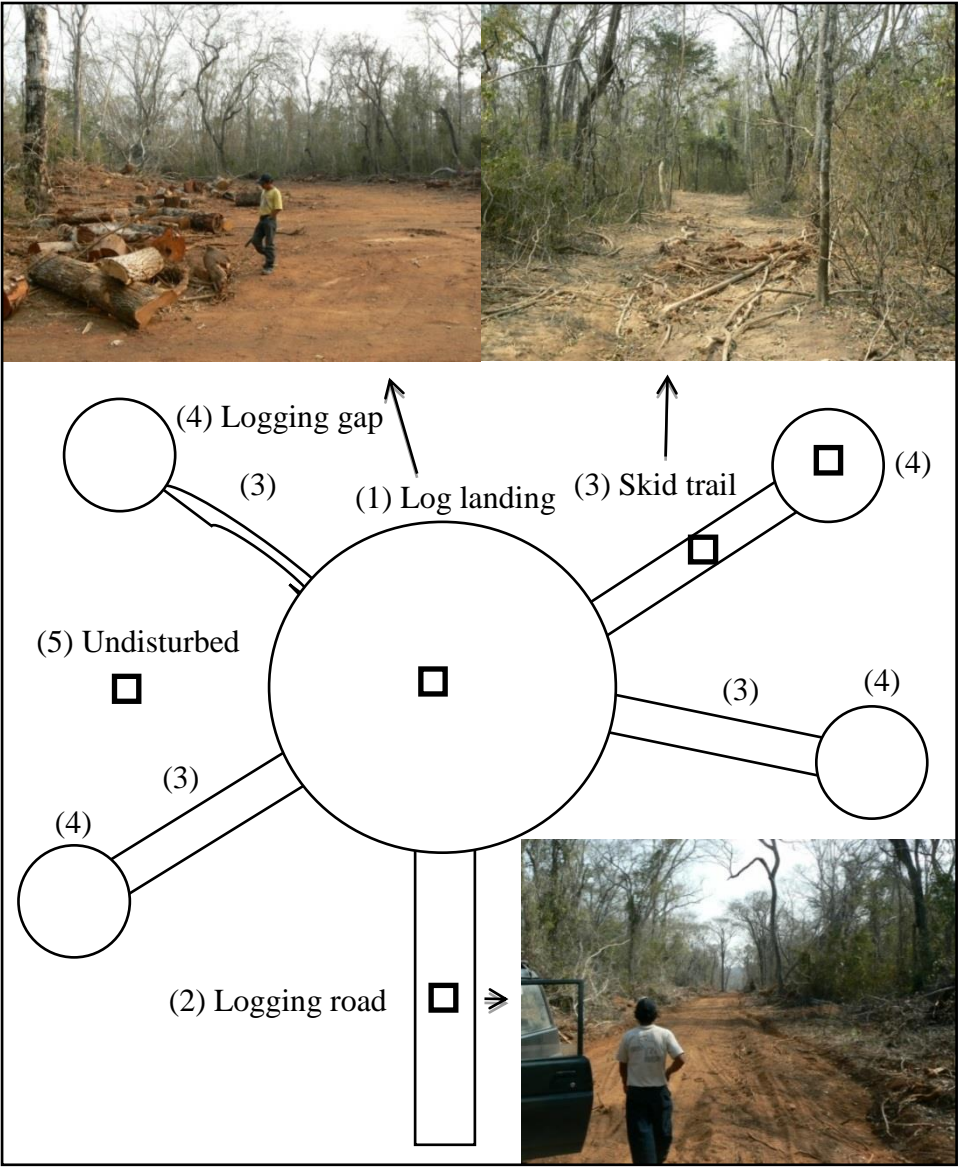 (4) Logging gap
(3)
(1) Log landing
(3) Skid trail
(4)
(5) Undisturbed
(3)
(4)
(3)
(4)
(2) Logging road